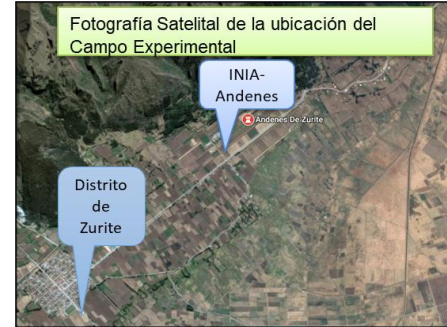 Fotografía Satelital de la ubicación del
Campo Experimental
INIA-
Andenes
Andenes De Zurite
Distrito
de
Zurite